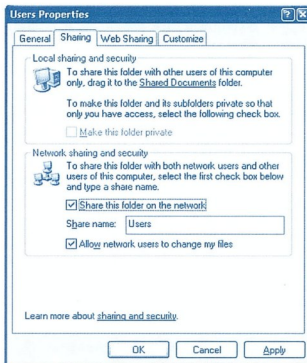 Users Properties
General Sharing Web Sharing Customize
Local sharing and security
To share this folder with other users of this computer
only, drag it to the Shared Documents folder.
To make this folder and its subfolders private so that
only you have access, select the following check box.
Make this folder private
Network sharing and security
To share this folder with both network users and other
users of this computer, select the first check box below
and type a share name.
Share this folder on the network
Share name: Users
Allow network users to change my files
Learn more about sharing and security.
OK Cancel Apply